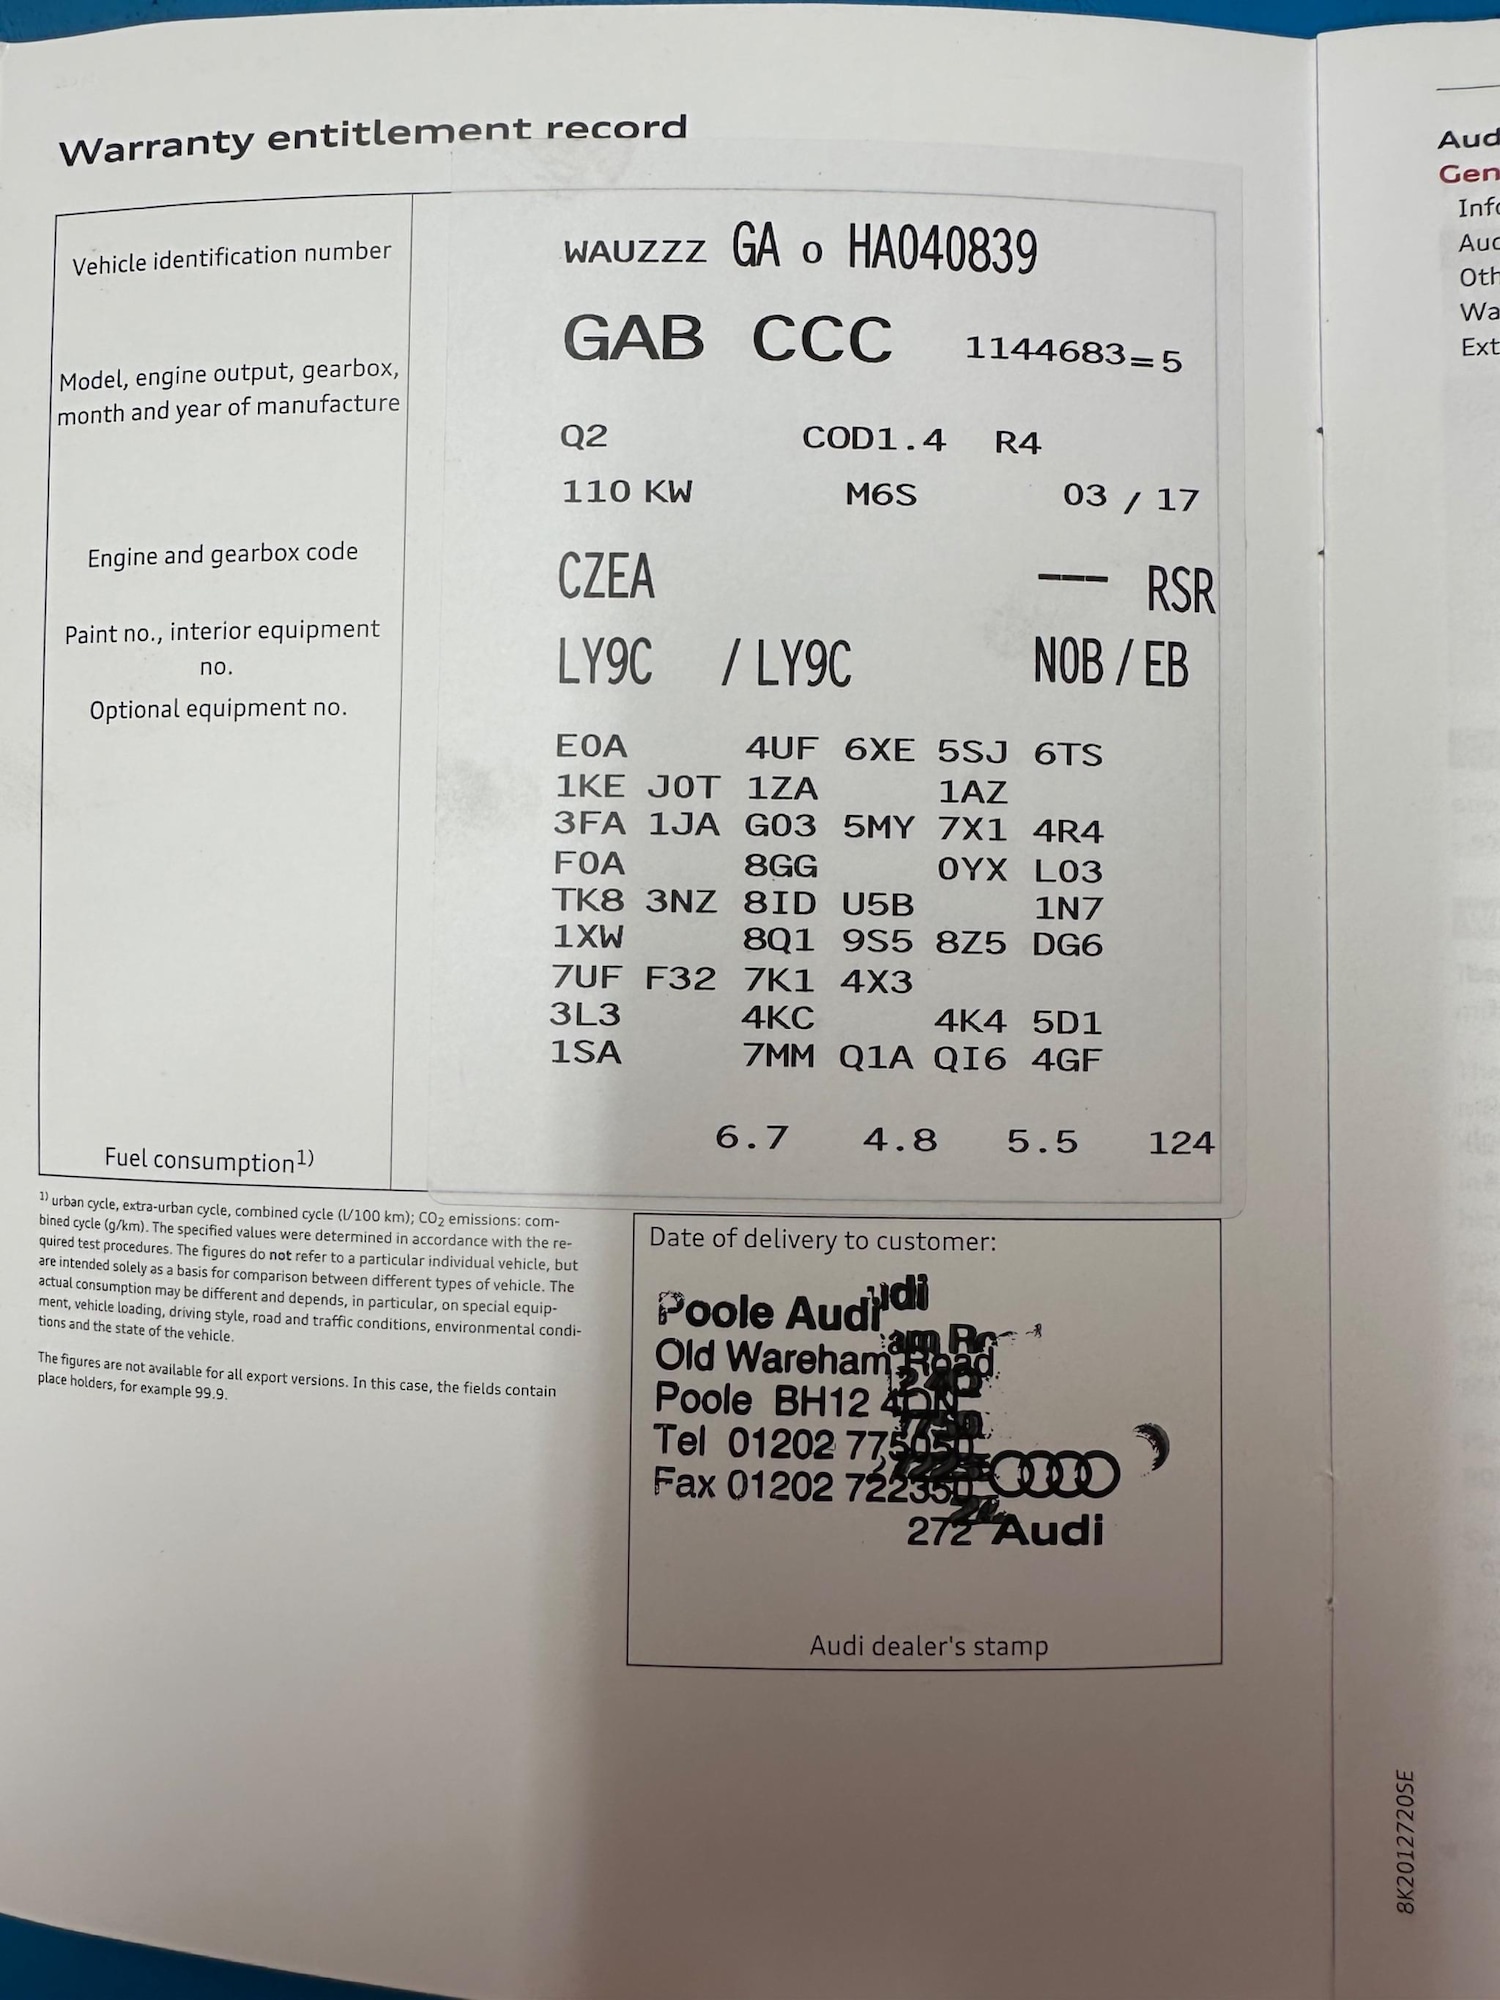 Warranty entitlement record
Vehicle identification number
WAUZZZ GA o HA040839
GAB CCC 1144683=5
Model, engine output, gearbox,
month and year of manufacture
Q2 COD1.4 R4
110 KW M6S 03 / 17
Engine and gearbox code
CZEA --- RSR
Paint no., interior equipment
no.
LY9C / LY9C N0B / EB
Optional equipment no.
E0A 4UF 6XE 5SJ 6TS
1KE J0T 1ZA 1AZ
3FA 1JA G03 5MY 7X1 4R4
F0A 8GG 0YX L03
TK8 3NZ 8ID U5B 1N7
1XW 8Q1 9S5 8Z5 DG6
7UF F32 7K1 4X3
3L3 4KC 4K4 5D1
1SA 7MM Q1A QI6 4GF
Fuel consumption1)
6.7 4.8 5.5 124
1) urban cycle, extra-urban cycle, combined cycle (l/100 km); CO2 emissions: com-
bined cycle (g/km). The specified values were determined in accordance with the re-
quired test procedures. The figures do not refer to a particular individual vehicle, but
are intended solely as a basis for comparison between different types of vehicle. The
actual consumption may be different and depends, in particular, on special equip-
ment, vehicle loading, driving style, road and traffic conditions, environmental condi-
tions and the state of the vehicle.
The figures are not available for all export versions. In this case, the fields contain
place holders, for example 99.9.
Date of delivery to customer:
Poole Audi
Old Wareham Road
Poole BH12 4QN
Tel 01202 775050
Fax 01202 722350
272 Audi
Audi dealer's stamp
8K2012720SE
Aud
Gen
Info
Aud
Oth
Wa
Ext